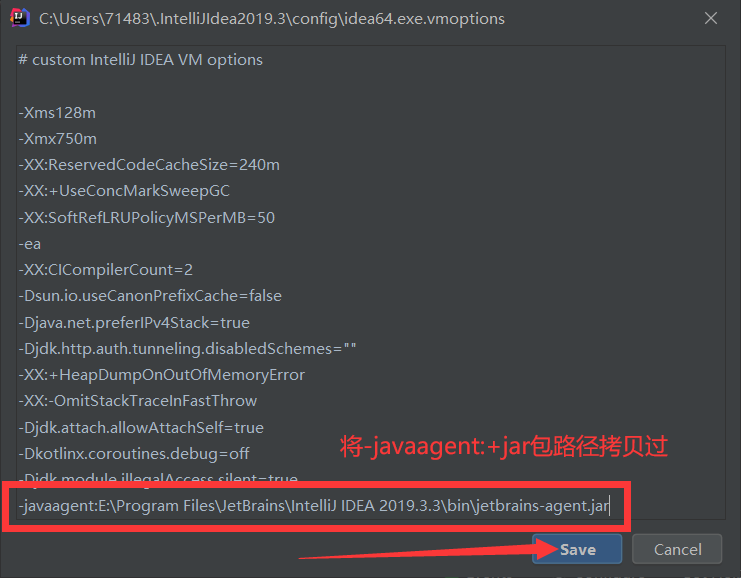 C:\Users\71483\.IntelliJIdea2019.3\config\idea64.exe.vmoptions
# custom IntelliJ IDEA VM options
-Xms128m
-Xmx750m
-XX:ReservedCodeCacheSize=240m
-XX:+UseConcMarkSweepGC
-XX:SoftRefLRUPolicyMSPerMB=50
-ea
-XX:CICompilerCount=2
-Dsun.io.useCanonPrefixCache=false
-Djava.net.preferIPv4Stack=true
-Djdk.http.auth.tunneling.disabledSchemes=""
-XX:+HeapDumpOnOutOfMemoryError
-XX:-OmitStackTraceInFastThrow
-Djdk.attach.allowAttachSelf=true
-Dkotlinx.coroutines.debug=off
将-javaagent:+jar包路径拷贝过
-Djdk.module.illegalAccess.silent=true
-javaagent:E:\Program Files\JetBrains\IntelliJ IDEA 2019.3.3\bin\jetbrains-agent.jar
Save
Cancel